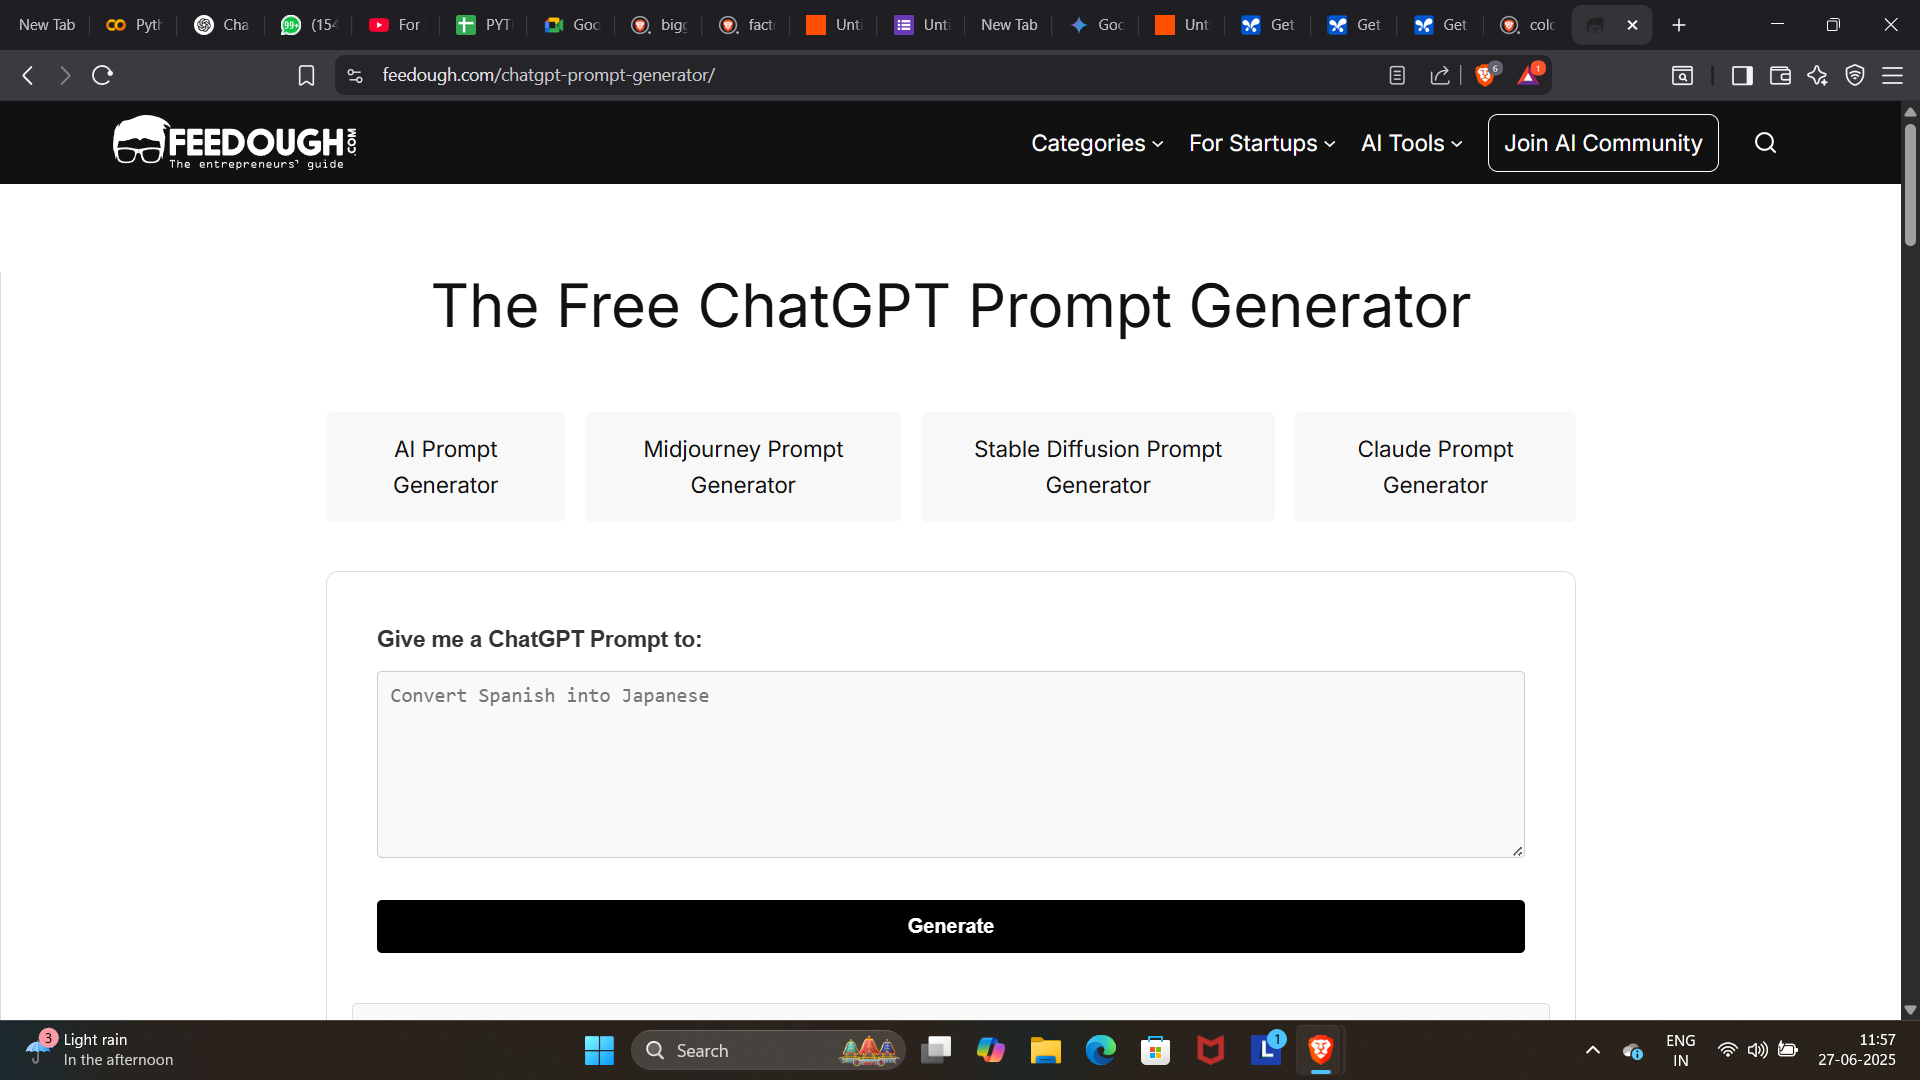 New Tab
Pyth
Cha
(154
For
PYT
Goo
bigg
fact
Unti
Unti
New Tab
Goo
Unt
Get
Get
Get
colo
feedough.com/chatgpt-prompt-generator/
6
1
FEEDOUGH.COM
The entrepreneurs' guide
Categories
For Startups
AI Tools
Join AI Community
The Free ChatGPT Prompt Generator
AI Prompt
Generator
Midjourney Prompt
Generator
Stable Diffusion Prompt
Generator
Claude Prompt
Generator
Give me a ChatGPT Prompt to:
Convert Spanish into Japanese
Generate
3
Light rain
In the afternoon
Search
L
1
ENG
IN
11:57
27-06-2025